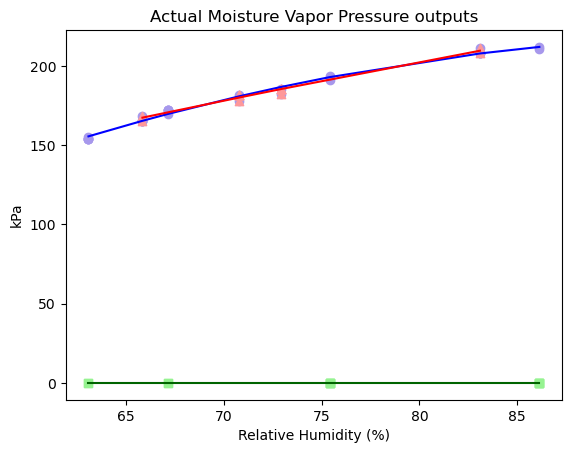 Actual Moisture Vapor Pressure outputs
200
150
100
50
0
kPa
65 70 75 80 85
Relative Humidity (%)